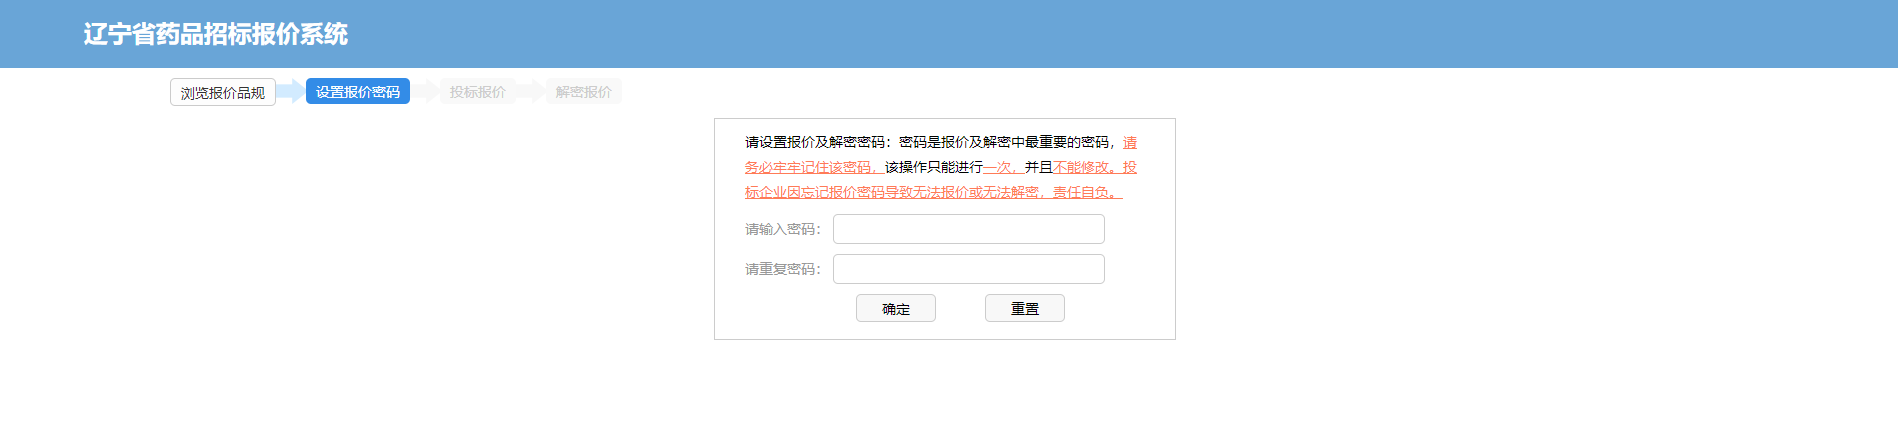 辽宁省药品招标报价系统
浏览报价品规
设置报价密码
投标报价
解密报价
请设置报价及解密密码：密码是报价及解密中最重要的密码，请
务必牢牢记住该密码，该操作只能进行一次，并且不能修改。投
标企业因忘记报价密码导致无法报价或无法解密，责任自负。
请输入密码：
请重复密码：
确定
重置